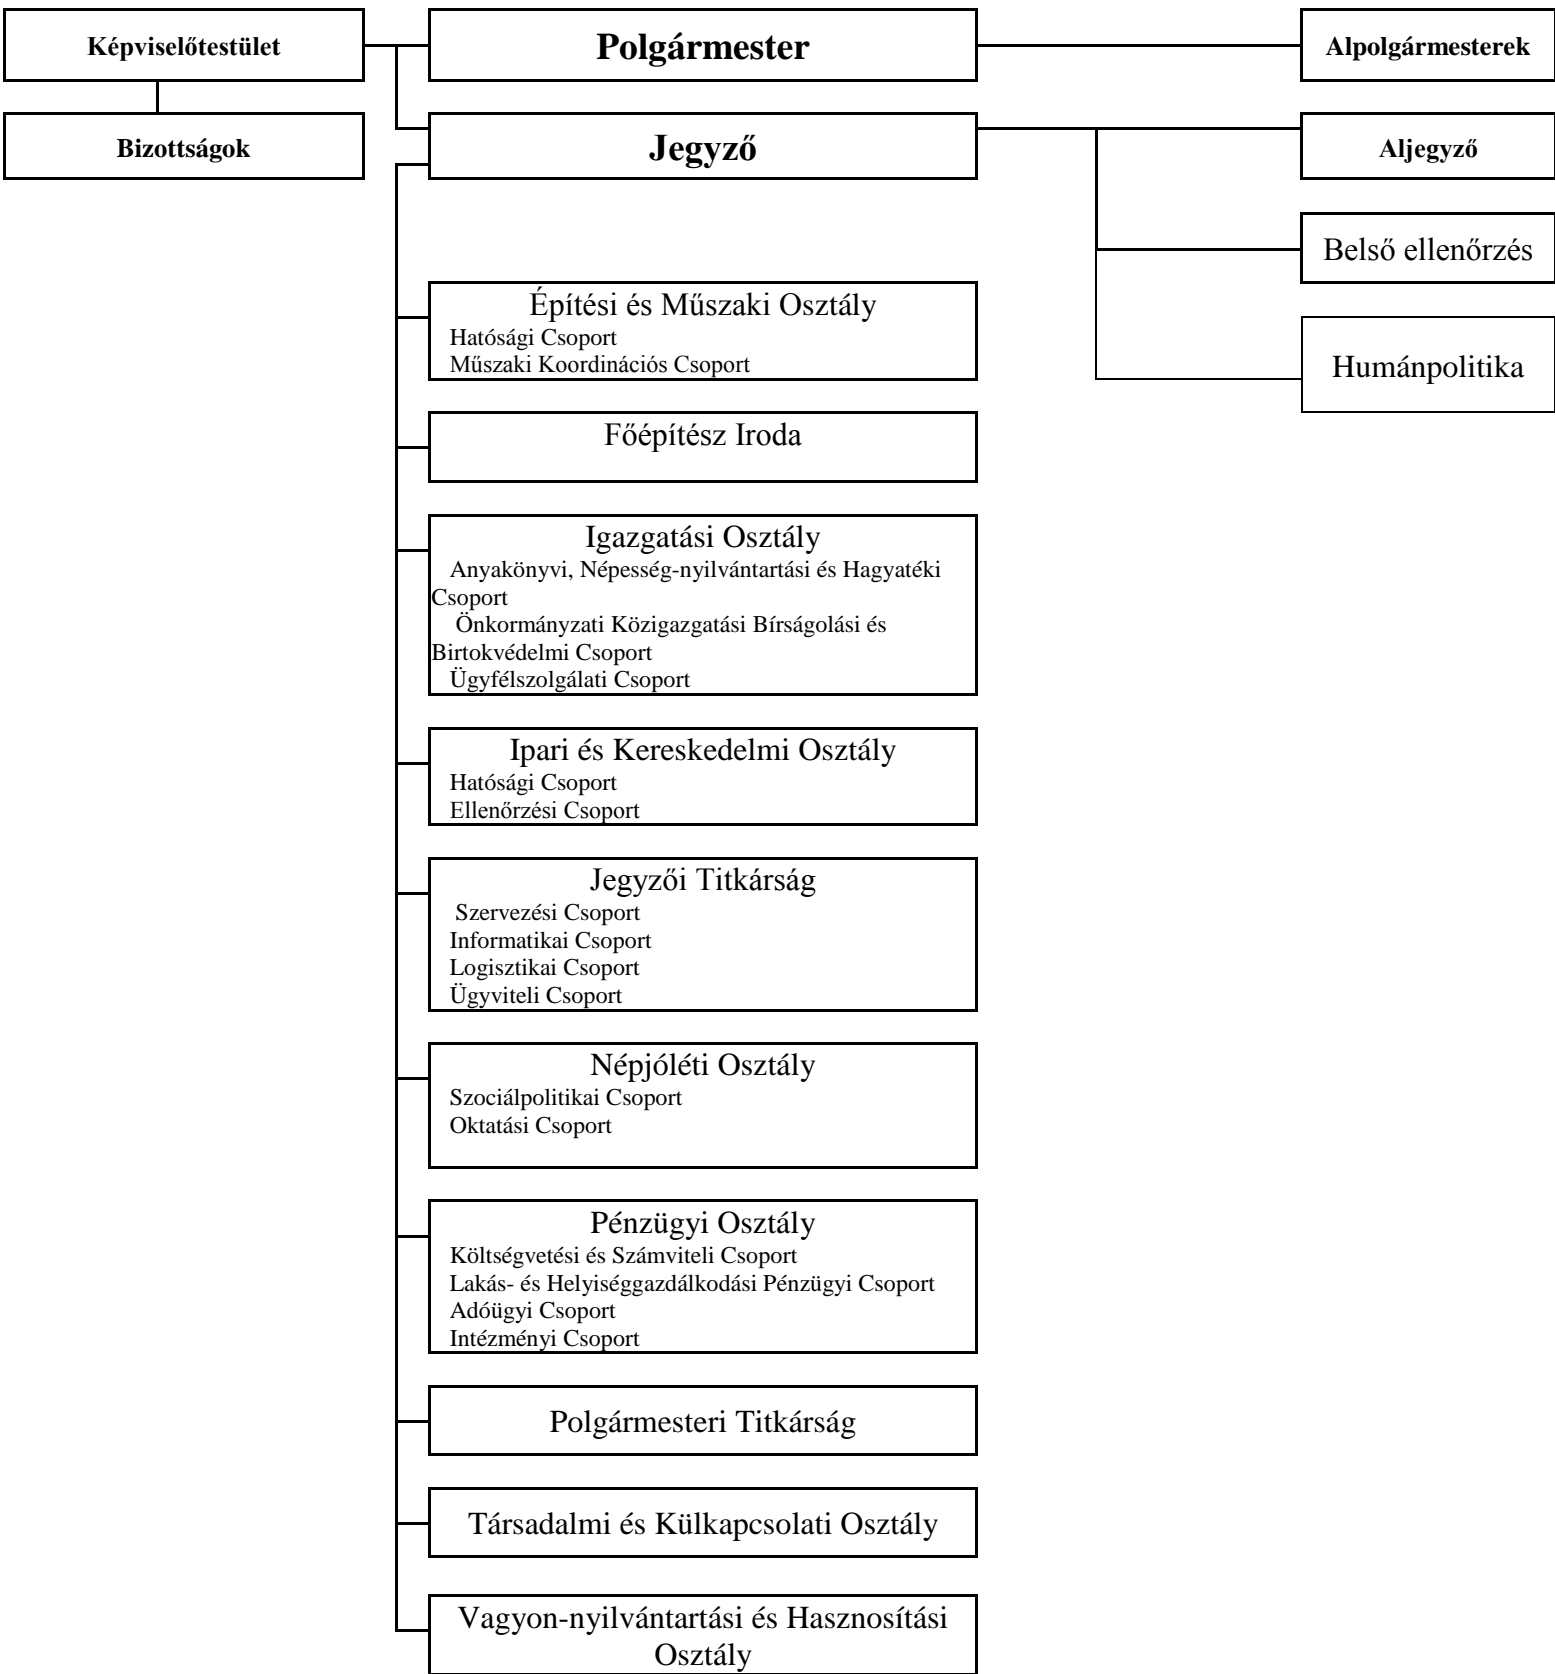 Képviselőtestület
Polgármester
Alpolgármesterek
Bizottságok
Jegyző
Aljegyző
Belső ellenőrzés
Humánpolitika
Építési és Műszaki Osztály
Hatósági Csoport
Műszaki Koordinációs Csoport
Főépítész Iroda
Igazgatási Osztály
Anyakönyvi, Népesség-nyilvántartási és Hagyatéki
Csoport
Önkormányzati Közigazgatási Bírságolási és
Birtokvédelmi Csoport
Ügyfélszolgálati Csoport
Ipari és Kereskedelmi Osztály
Hatósági Csoport
Ellenőrzési Csoport
Jegyzői Titkárság
Szervezési Csoport
Informatikai Csoport
Logisztikai Csoport
Ügyviteli Csoport
Népjóléti Osztály
Szociálpolitikai Csoport
Oktatási Csoport
Pénzügyi Osztály
Költségvetési és Számviteli Csoport
Lakás- és Helyiséggazdálkodási Pénzügyi Csoport
Adóügyi Csoport
Intézményi Csoport
Polgármesteri Titkárság
Társadalmi és Külkapcsolati Osztály
Vagyon-nyilvántartási és Hasznosítási
Osztály